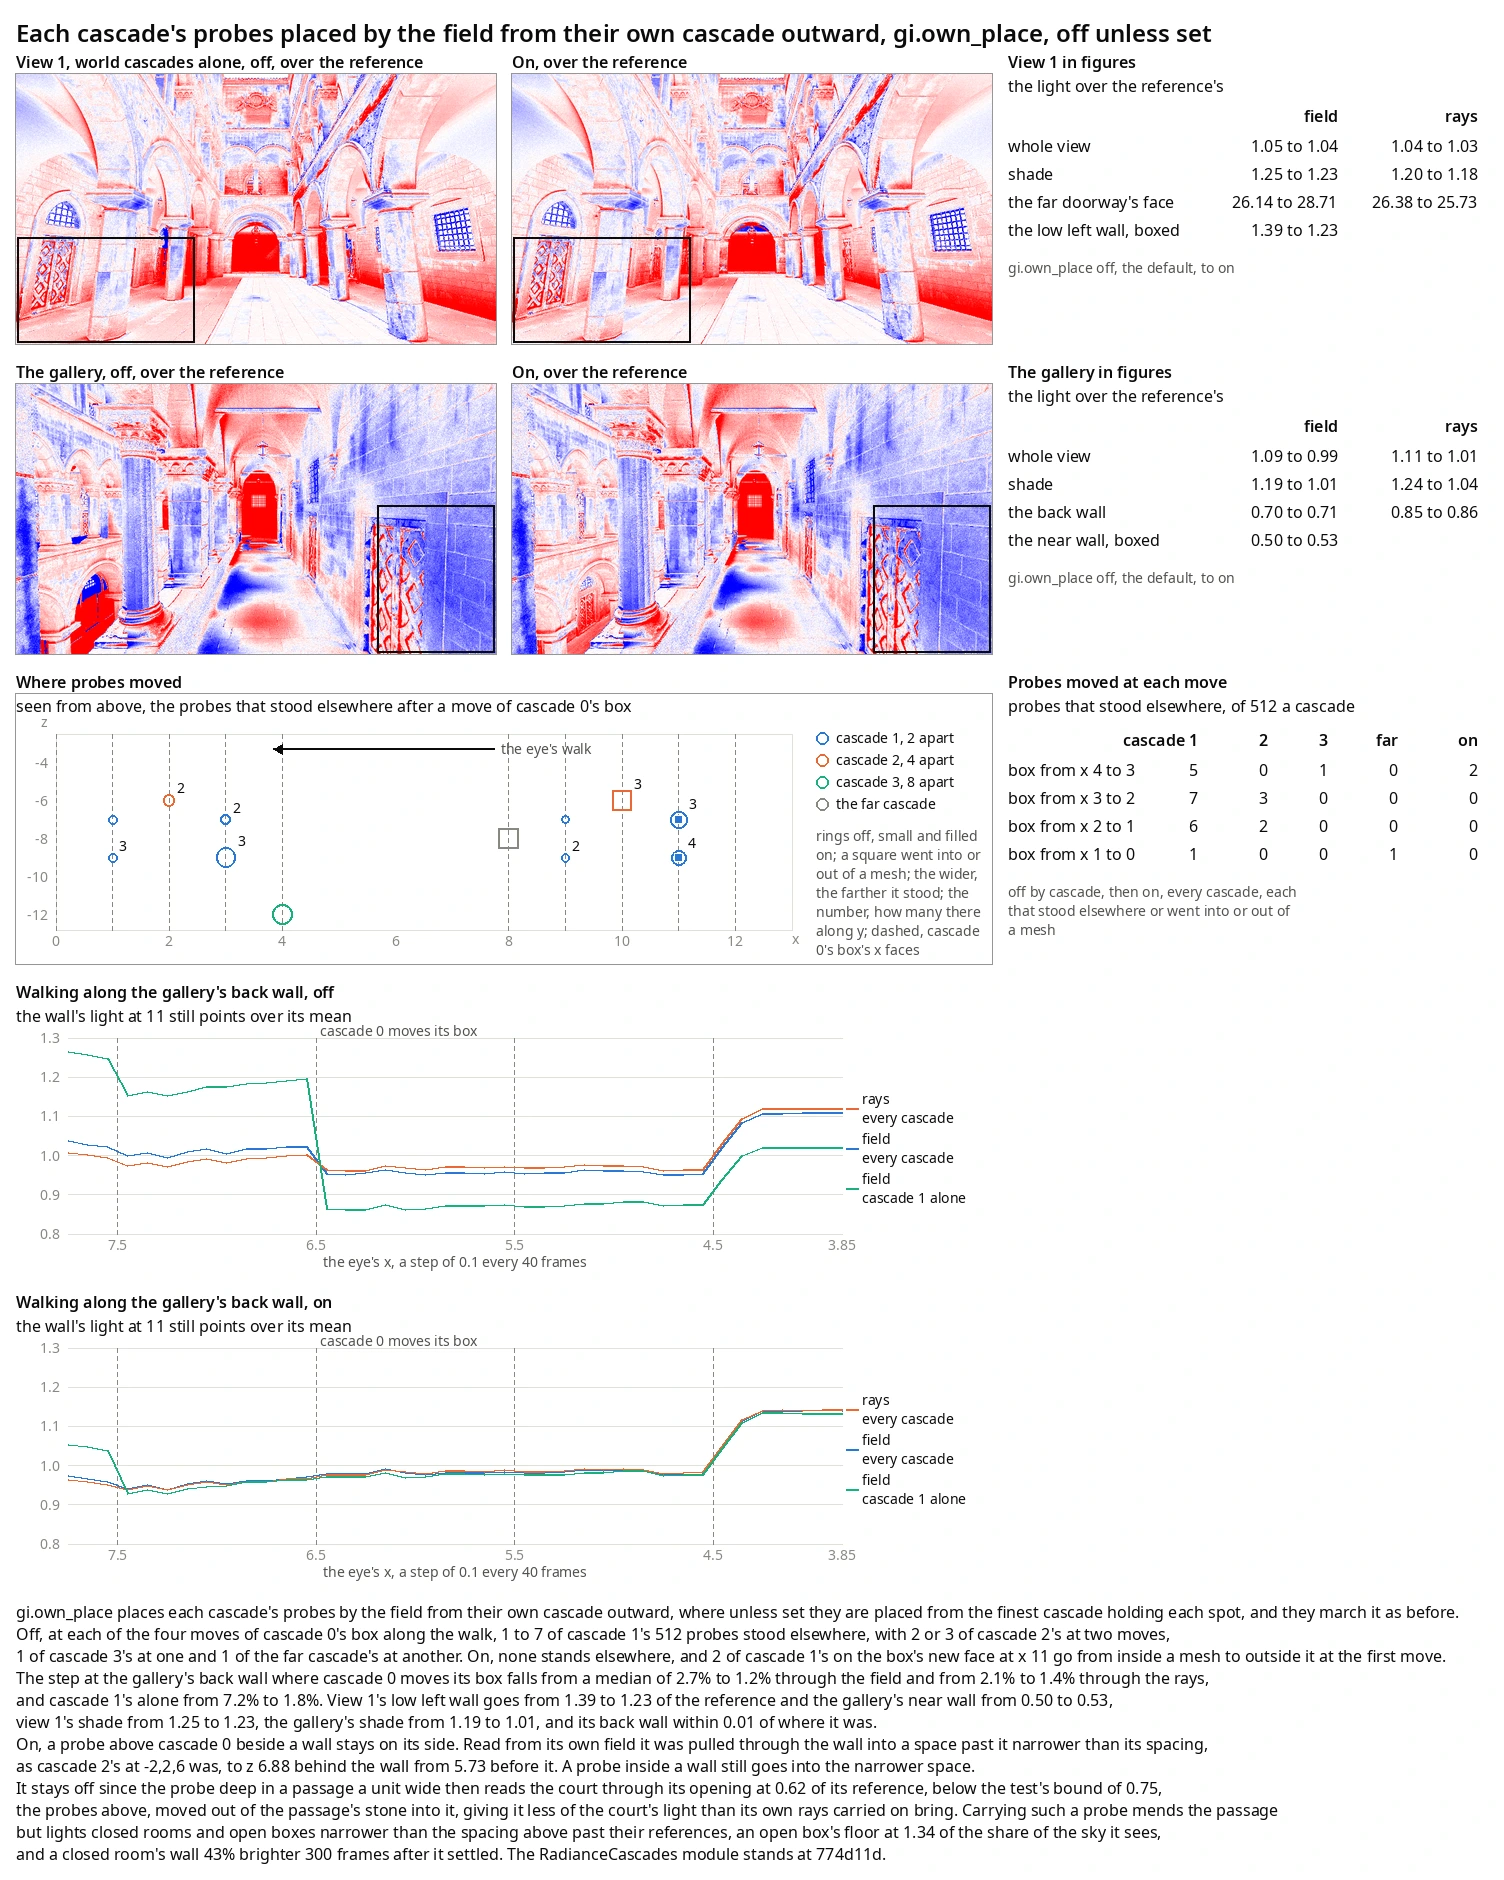 Each cascade's probes placed by the field from their own cascade outward, gi.own_place, off unless set
View 1, world cascades alone, off, over the reference
On, over the reference
View 1 in figures
the light over the reference's
field rays
whole view 1.05 to 1.04 1.04 to 1.03
shade 1.25 to 1.23 1.20 to 1.18
the far doorway's face 26.14 to 28.71 26.38 to 25.73
the low left wall, boxed 1.39 to 1.23
gi.own_place off, the default, to on
The gallery, off, over the reference
On, over the reference
The gallery in figures
the light over the reference's
field rays
whole view 1.09 to 0.99 1.11 to 1.01
shade 1.19 to 1.01 1.24 to 1.04
the back wall 0.70 to 0.71 0.85 to 0.86
the near wall, boxed 0.50 to 0.53
gi.own_place off, the default, to on
Where probes moved
seen from above, the probes that stood elsewhere after a move of cascade 0's box
z
the eye's walk
-4
-6
-8
-10
-12
2
2
3
3
3
3
2
4
0 2 4 6 8 10 12 x
cascade 1, 2 apart
cascade 2, 4 apart
cascade 3, 8 apart
the far cascade
rings off, small and filled
on; a square went into or
out of a mesh; the wider,
the farther it stood; the
number, how many there
along y; dashed, cascade
0's box's x faces
Probes moved at each move
probes that stood elsewhere, of 512 a cascade
cascade 1 2 3 far on
box from x 4 to 3 5 0 1 0 2
box from x 3 to 2 7 3 0 0 0
box from x 2 to 1 6 2 0 0 0
box from x 1 to 0 1 0 0 1 0
off by cascade, then on, every cascade, each
that stood elsewhere or went into or out of
a mesh
Walking along the gallery's back wall, off
the wall's light at 11 still points over its mean
cascade 0 moves its box
1.3
1.2
1.1
1.0
0.9
0.8
7.5 6.5 5.5 4.5 3.85
the eye's x, a step of 0.1 every 40 frames
rays
every cascade
field
every cascade
field
cascade 1 alone
Walking along the gallery's back wall, on
the wall's light at 11 still points over its mean
cascade 0 moves its box
1.3
1.2
1.1
1.0
0.9
0.8
7.5 6.5 5.5 4.5 3.85
the eye's x, a step of 0.1 every 40 frames
rays
every cascade
field
every cascade
field
cascade 1 alone
gi.own_place places each cascade's probes by the field from their own cascade outward, where unless set they are placed from the finest cascade holding each spot, and they march it as before.
Off, at each of the four moves of cascade 0's box along the walk, 1 to 7 of cascade 1's 512 probes stood elsewhere, with 2 or 3 of cascade 2's at two moves,
1 of cascade 3's at one and 1 of the far cascade's at another. On, none stands elsewhere, and 2 of cascade 1's on the box's new face at x 11 go from inside a mesh to outside it at the first move.
The step at the gallery's back wall where cascade 0 moves its box falls from a median of 2.7% to 1.2% through the field and from 2.1% to 1.4% through the rays,
and cascade 1's alone from 7.2% to 1.8%. View 1's low left wall goes from 1.39 to 1.23 of the reference and the gallery's near wall from 0.50 to 0.53,
view 1's shade from 1.25 to 1.23, the gallery's shade from 1.19 to 1.01, and its back wall within 0.01 of where it was.
On, a probe above cascade 0 beside a wall stays on its side. Read from its own field it was pulled through the wall into a space past it narrower than its spacing,
as cascade 2's at -2,2,6 was, to z 6.88 behind the wall from 5.73 before it. A probe inside a wall still goes into the narrower space.
It stays off since the probe deep in a passage a unit wide then reads the court through its opening at 0.62 of its reference, below the test's bound of 0.75,
the probes above, moved out of the passage's stone into it, giving it less of the court's light than its own rays carried on bring. Carrying such a probe mends the passage
but lights closed rooms and open boxes narrower than the spacing above past their references, an open box's floor at 1.34 of the share of the sky it sees,
and a closed room's wall 43% brighter 300 frames after it settled. The RadianceCascades module stands at 774d11d.